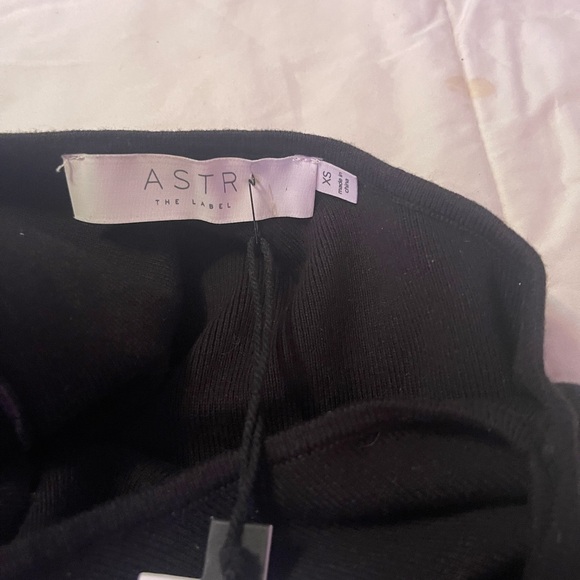 ASTR
THE LABEL
XS
made in
china